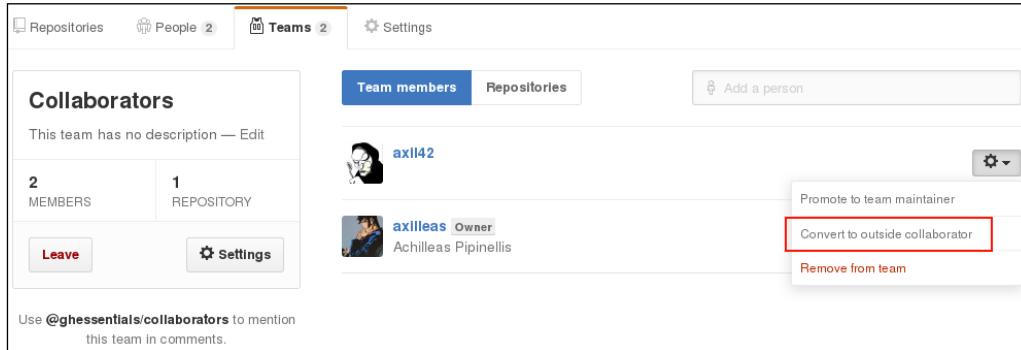 Repositories People 2 Teams 2 Settings
Collaborators
This team has no description — Edit
2 MEMBERS
1 REPOSITORY
Leave Settings
Use @ghessentials/collaborators to mention
this team in comments.
Team members Repositories Add a person
axil42
Promote to team maintainer
Convert to outside collaborator
Remove from team
axilleas Owner
Achilleas Pipinellis